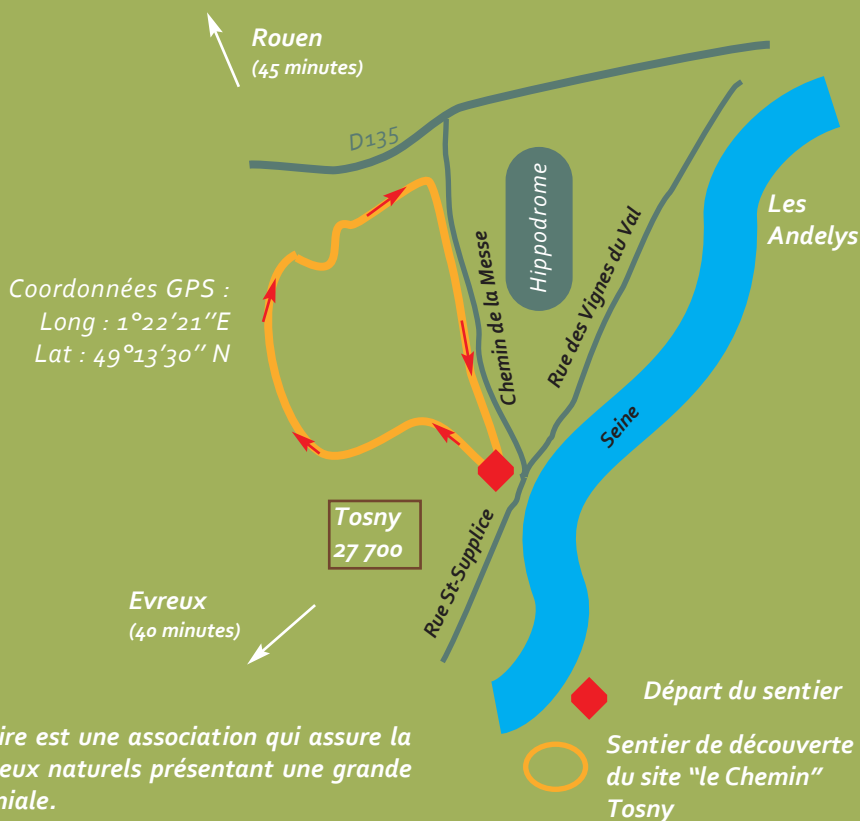 Rouen
(45 minutes)
D135
Hippodrome
Les
Andelys
Chemin de la Messe
Rue des Vignes du Val
Coordonnées GPS :
Long : 1°22’21’’E
Lat : 49°13’30’’ N
Seine
Tosny
27 700
Rue St-Supplice
Evreux
(40 minutes)
Départ du sentier
Sentier de découverte
du site "le Chemin"
Tosny
ire est une association qui assure la
eux naturels présentant une grande
niale.